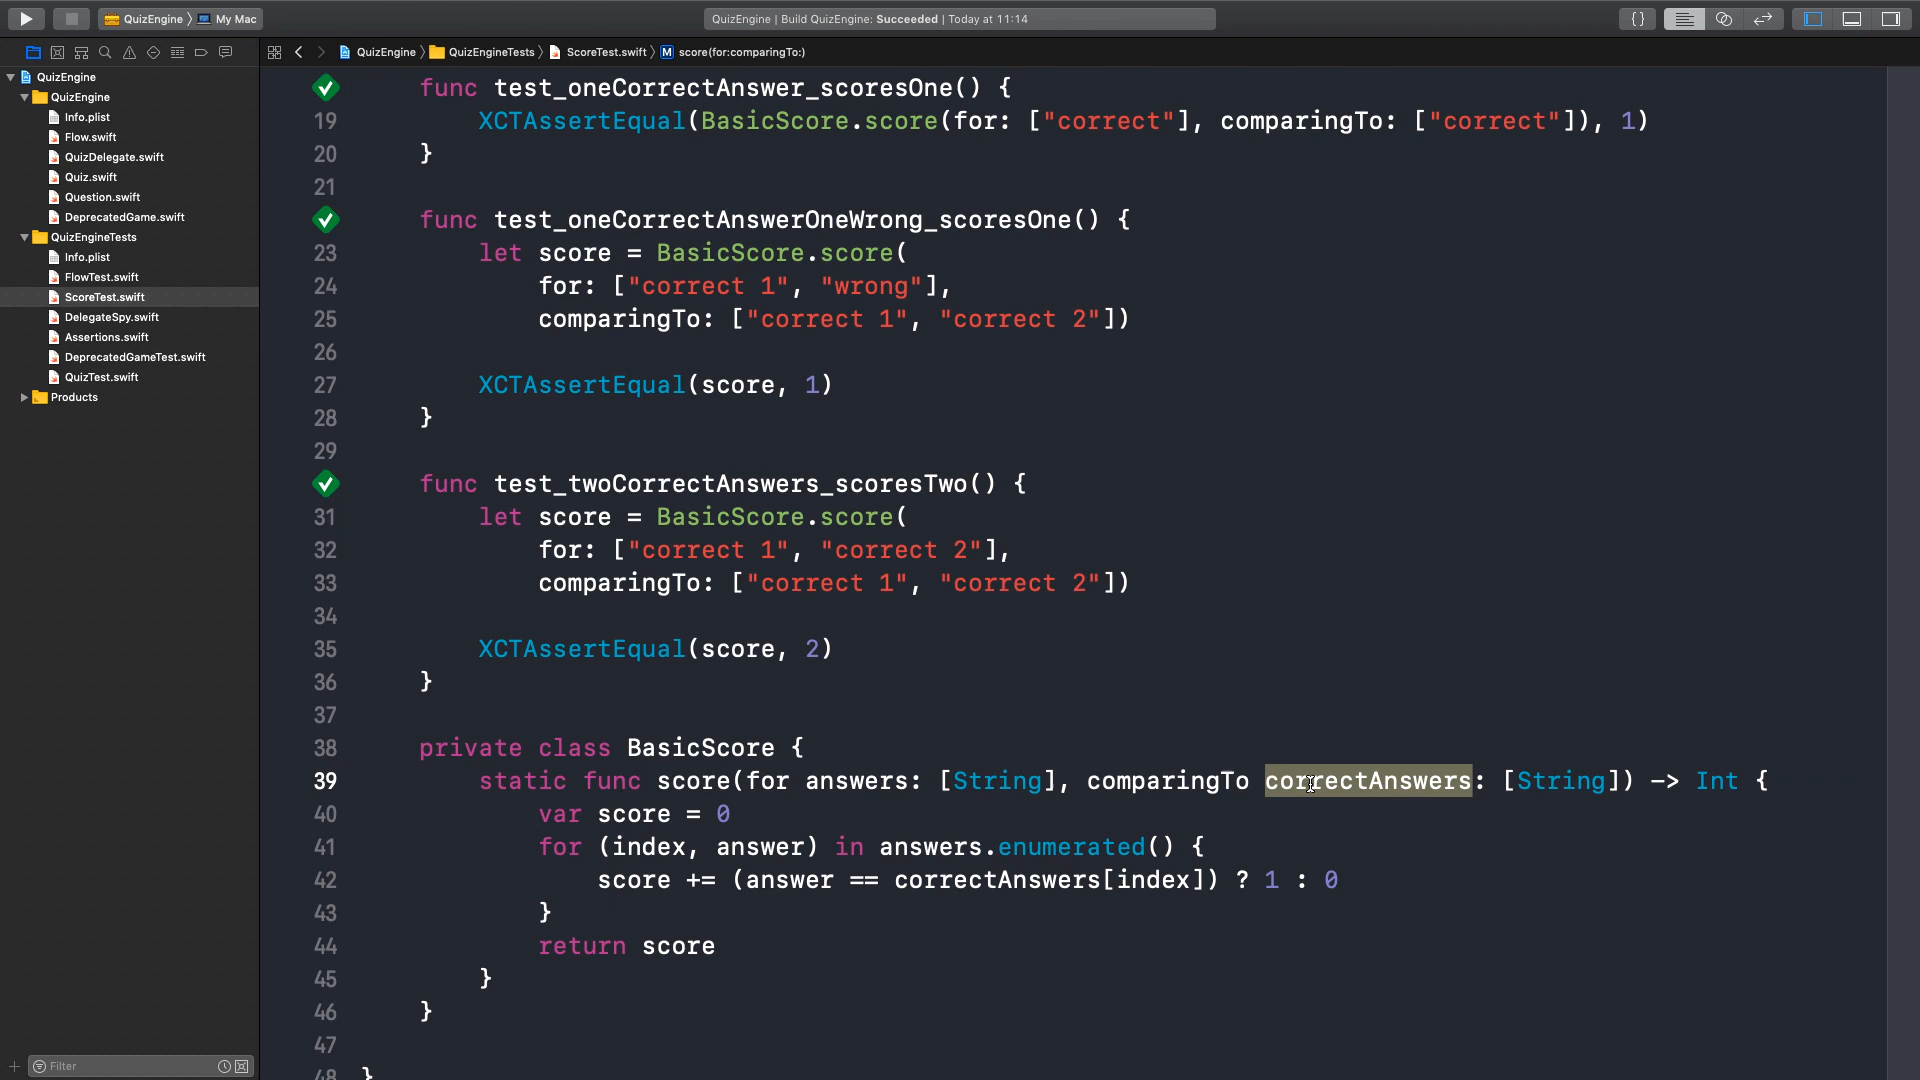 QuizEngine 〉 My Mac
QuizEngine | Build QuizEngine: Succeeded | Today at 11:14
QuizEngine 〉 QuizEngineTests 〉 ScoreTest.swift 〉 M score(for:comparingTo:)
QuizEngine
QuizEngine
Info.plist
Flow.swift
QuizDelegate.swift
Quiz.swift
Question.swift
DeprecatedGame.swift
QuizEngineTests
Info.plist
FlowTest.swift
ScoreTest.swift
DelegateSpy.swift
Assertions.swift
DeprecatedGameTest.swift
QuizTest.swift
Products
Filter
func test_oneCorrectAnswer_scoresOne() {
19 XCTAssertEqual(BasicScore.score(for: ["correct"], comparingTo: ["correct"]), 1)
20 }
21
func test_oneCorrectAnswerOneWrong_scoresOne() {
23 let score = BasicScore.score(
24 for: ["correct 1", "wrong"],
25 comparingTo: ["correct 1", "correct 2"])
26
27 XCTAssertEqual(score, 1)
28 }
29
func test_twoCorrectAnswers_scoresTwo() {
31 let score = BasicScore.score(
32 for: ["correct 1", "correct 2"],
33 comparingTo: ["correct 1", "correct 2"])
34
35 XCTAssertEqual(score, 2)
36 }
37
38 private class BasicScore {
39 static func score(for answers: [String], comparingTo correctAnswers: [String]) -> Int {
40 var score = 0
41 for (index, answer) in answers.enumerated() {
42 score += (answer == correctAnswers[index]) ? 1 : 0
43 }
44 return score
45 }
46 }
47
48 }